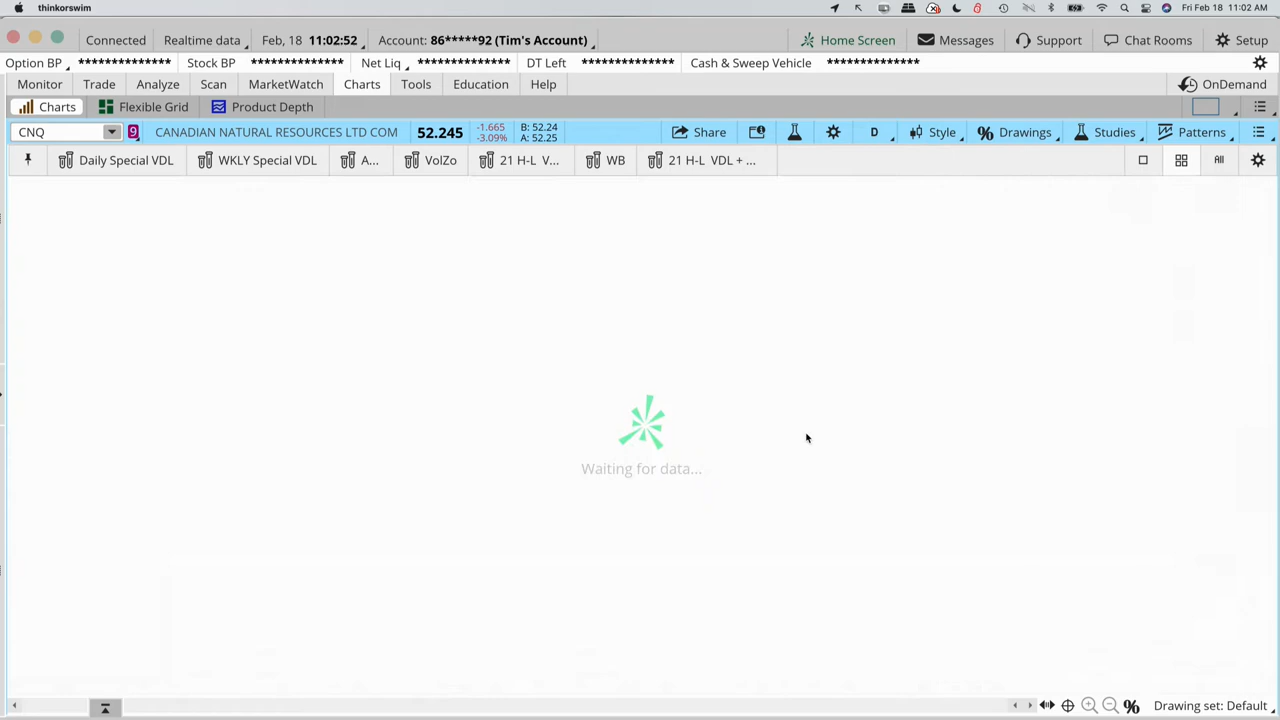 thinkorswim Fri Feb 18 11:02 AM
Connected Realtime data Feb, 18 11:02:52 Account: 86*****92 (Tim's Account) Home Screen Messages Support Chat Rooms Setup
Option BP ************** Stock BP ************** Net Liq ************** DT Left ************** Cash & Sweep Vehicle **************
Monitor Trade Analyze Scan MarketWatch Charts Tools Education Help OnDemand
Charts Flexible Grid Product Depth
CNQ 9 CANADIAN NATURAL RESOURCES LTD COM 52.245 -1.665 -3.09% B: 52.24 A: 52.25 Share D Style Drawings Studies Patterns
Daily Special VDL WKLY Special VDL A... VolZo 21 H-L V... WB 21 H-L VDL + ... All
Waiting for data...
Drawing set: Default